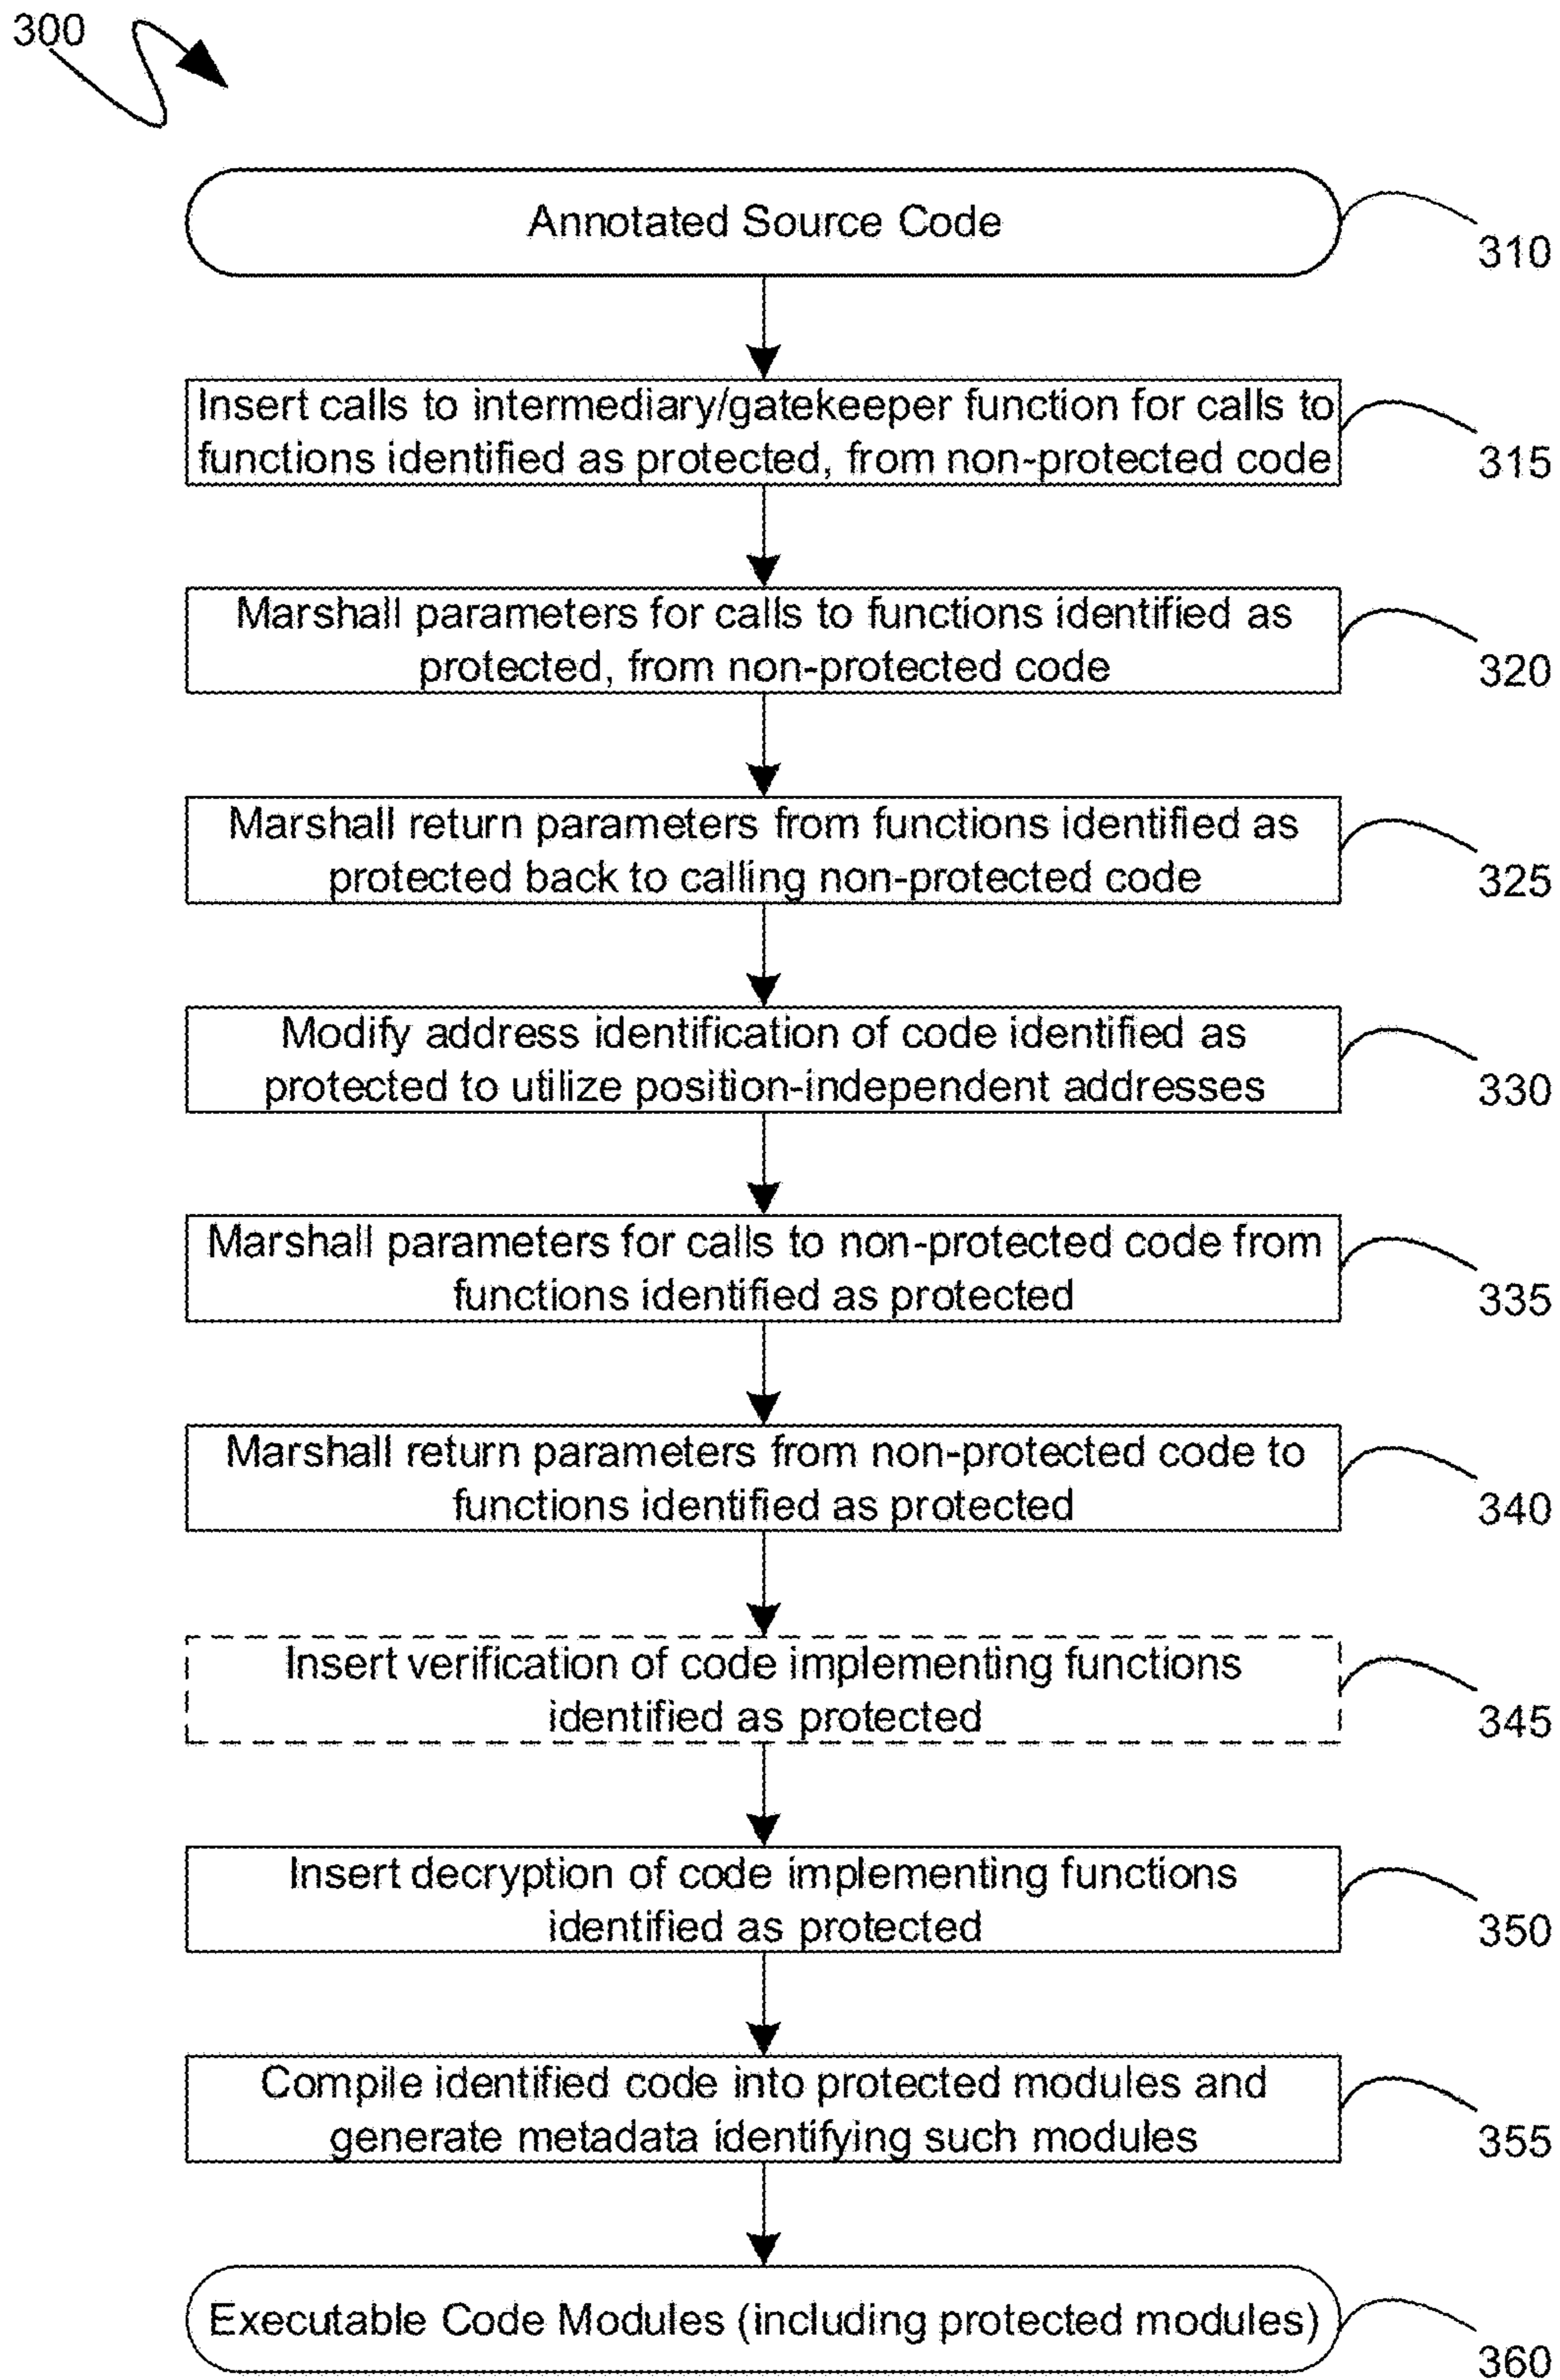 300
Annotated Source Code
310
Insert calls to intermediary/gatekeeper function for calls to
functions identified as protected, from non-protected code
315
Marshall parameters for calls to functions identified as
protected, from non-protected code
320
Marshall return parameters from functions identified as
protected back to calling non-protected code
325
Modify address identification of code identified as
protected to utilize position-independent addresses
330
Marshall parameters for calls to non-protected code from
functions identified as protected
335
Marshall return parameters from non-protected code to
functions identified as protected
340
Insert verification of code implementing functions
identified as protected
345
Insert decryption of code implementing functions
identified as protected
350
Compile identified code into protected modules and
generate metadata identifying such modules
355
Executable Code Modules (including protected modules)
360